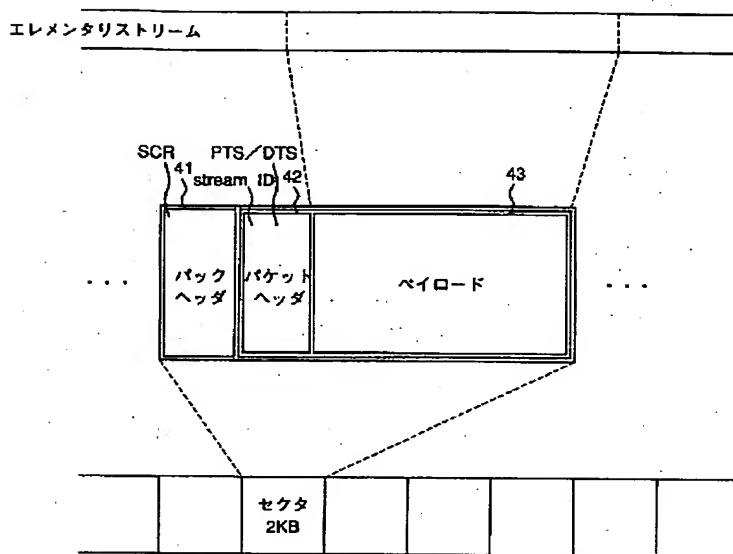 エレメンタリストリーム
SCR
PTS/DTS
41
stream ID
42
43
パック
ヘッダ
パケット
ヘッダ
ペイロード
...
...
セクタ
2KB